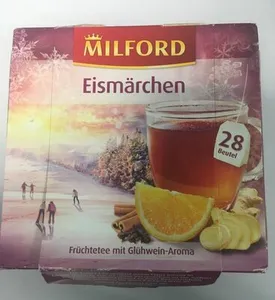 MILFORD
Eismärchen
28
Beutel
Früchtetee mit Glühwein-Aroma